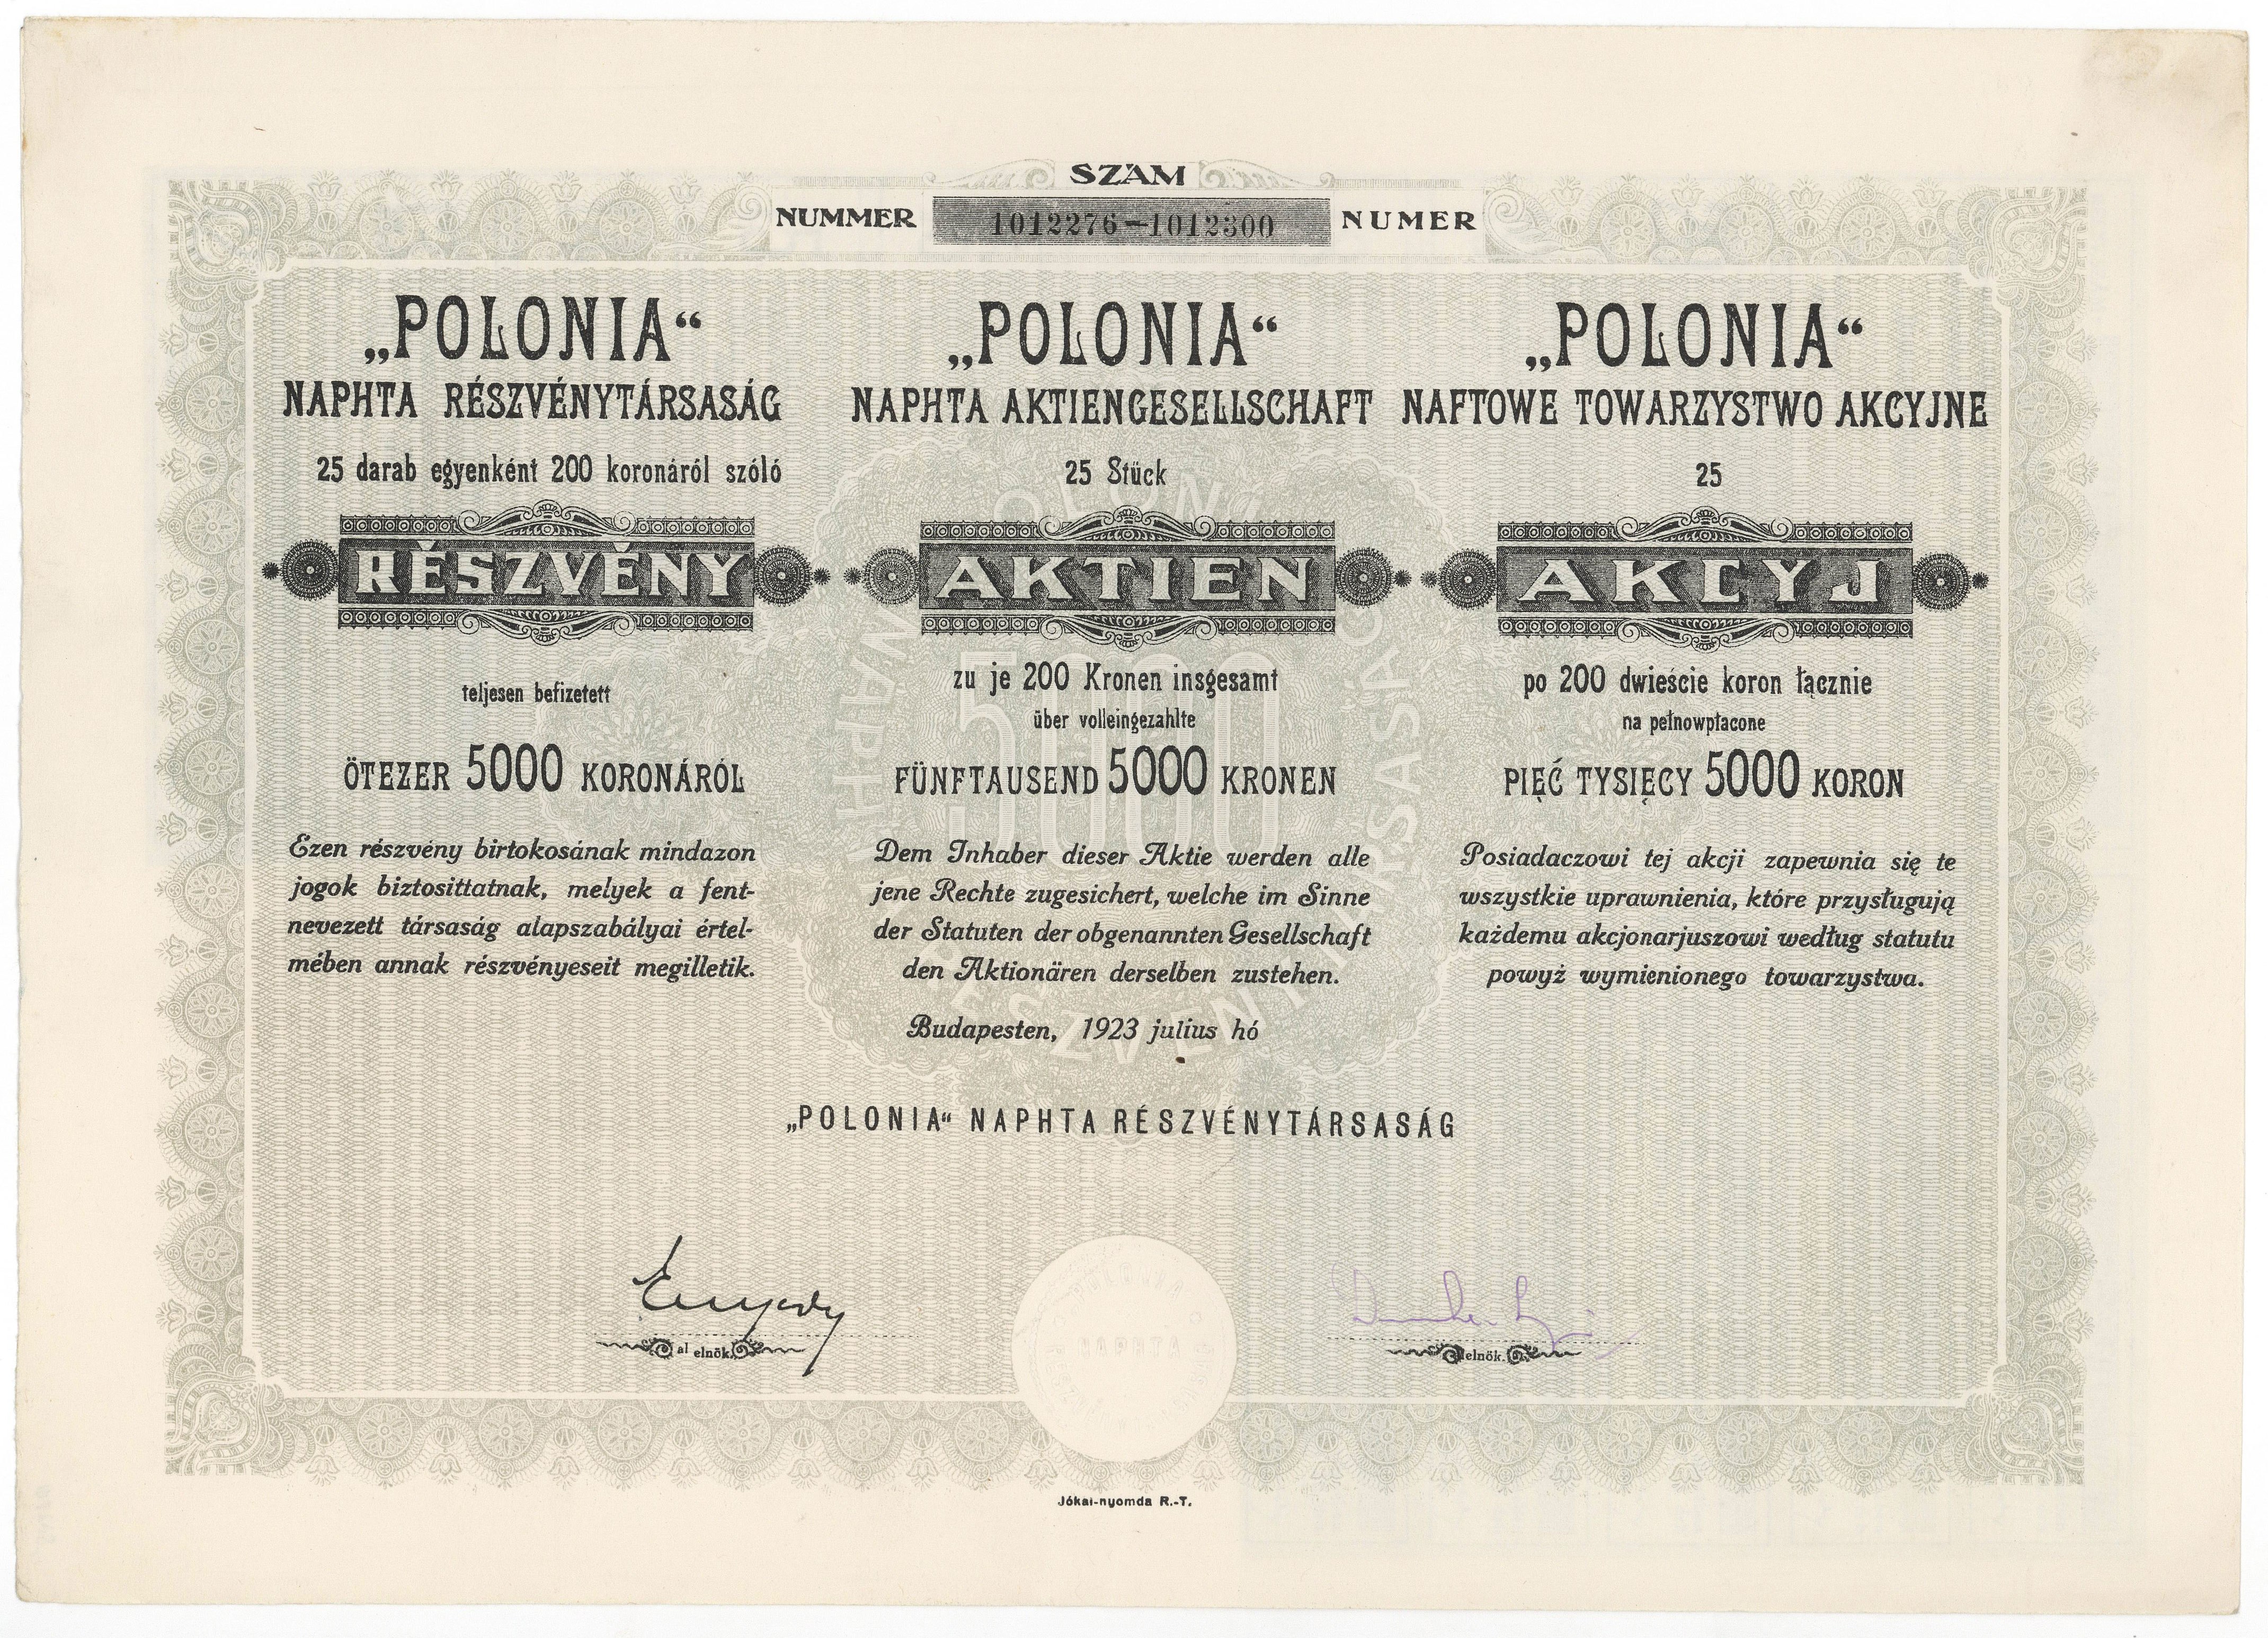 SZÁM
NUMMER 1012276—1012300 NUMER
„POLONIA“
NAPHTA RÉSZVÉNYTÁRSASÁG
25 darab egyenként 200 koronáról szóló
RÉSZVÉNY
teljesen befizetett
ÖTEZER 5000 KORONÁRÓL
Ezen részvény birtokosának mindazon
jogok biztosittatnak, melyek a fent-
nevezett társaság alapszabályai értel-
mében annak részvényeseit megilletik.
„POLONIA“
NAPHTA AKTIENGESELLSCHAFT
25 Stück
AKTIEN
zu je 200 Kronen insgesamt
über volleingezahlte
FÜNFTAUSEND 5000 KRONEN
Dem Inhaber dieser Aktie werden alle
jene Rechte zugesichert, welche im Sinne
der Statuten der obgenannten Gesellschaft
den Aktionären derselben zustehen.
„POLONIA“
NAFTOWE TOWARZYSTWO AKCYJNE
25
AKCYJ
po 200 dwieście koron łącznie
na pełnowpłacone
PIĘĆ TYSIĘCY 5000 KORON
Posiadaczowi tej akcji zapewnia się te
wszystkie uprawnienia, które przysługują
każdemu akcjonarjuszowi według statutu
powyż wymienionego towarzystwa.
Budapesten, 1923 julius hó
„POLONIA“ NAPHTA RÉSZVÉNYTÁRSASÁG
Enyedy
al elnök.
elnök.
NAPHTA
Jókai-nyomda R.-T.